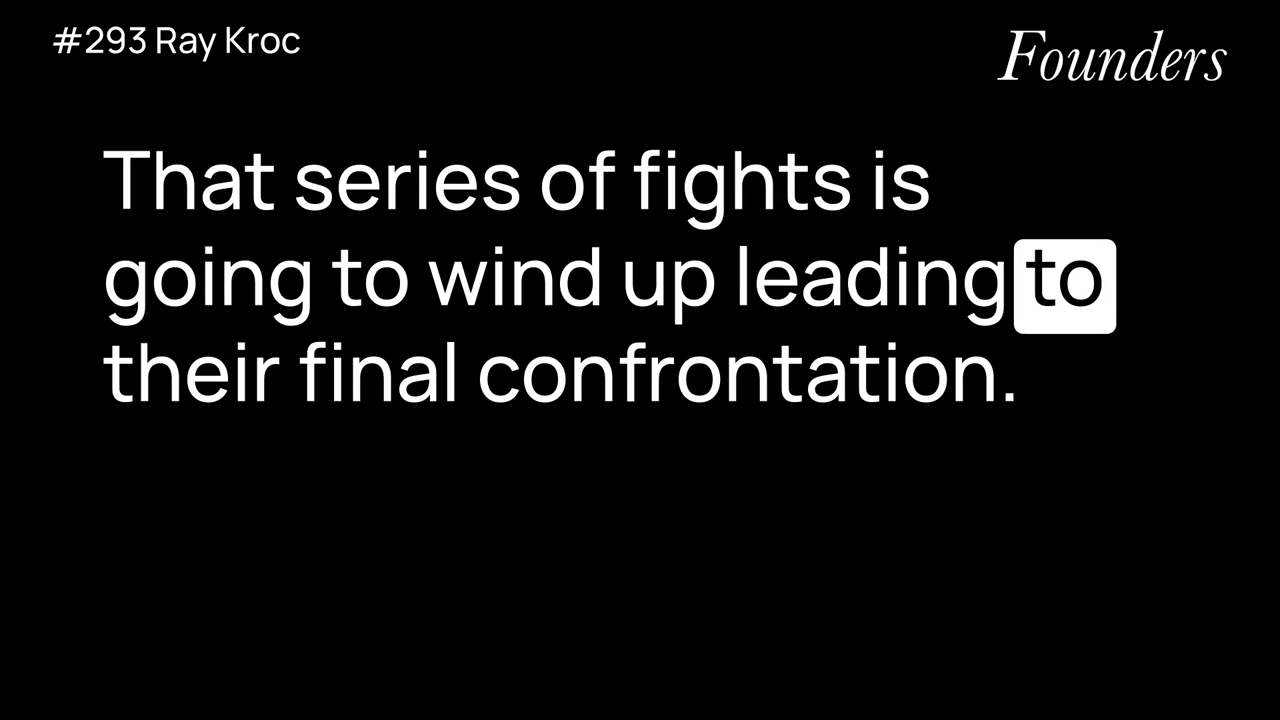 #293 Ray Kroc
Founders
That series of fights is
going to wind up leading to
their final confrontation.